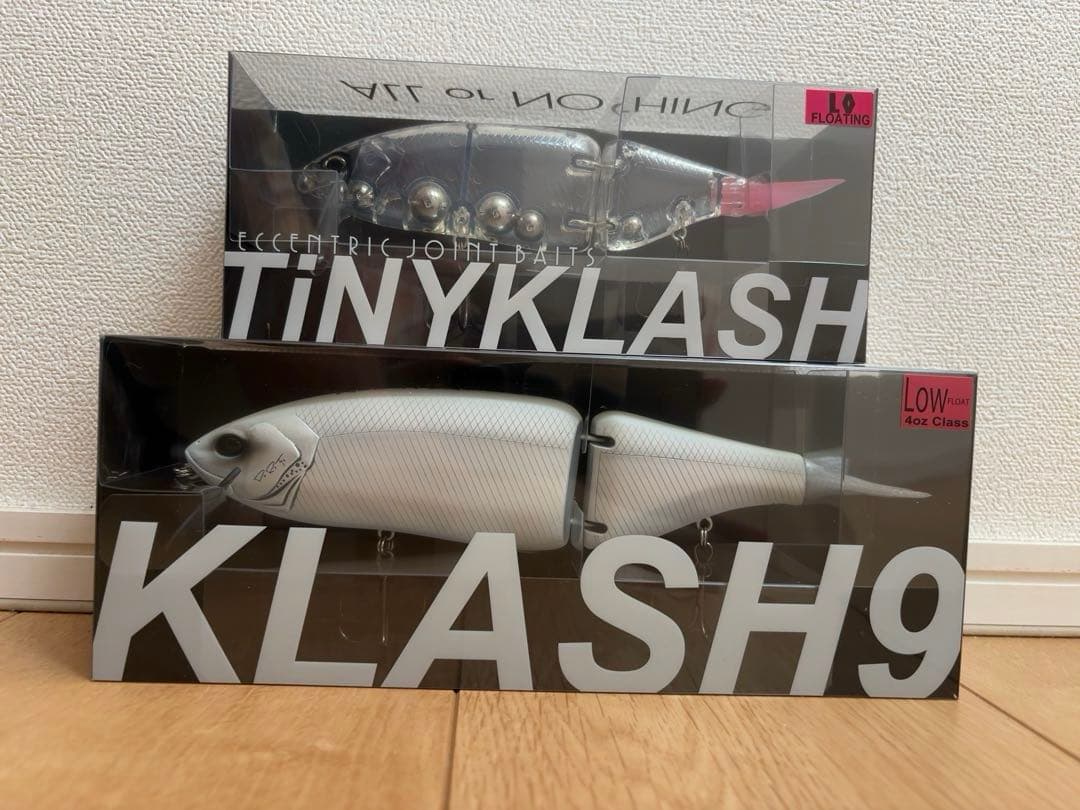 ALL or NOTHING
LO
FLOATING
ECCENTRIC JOINT BAITS
TiNYKLASH
LOW FLOAT
4oz Class
D.R.T.
KLASH9